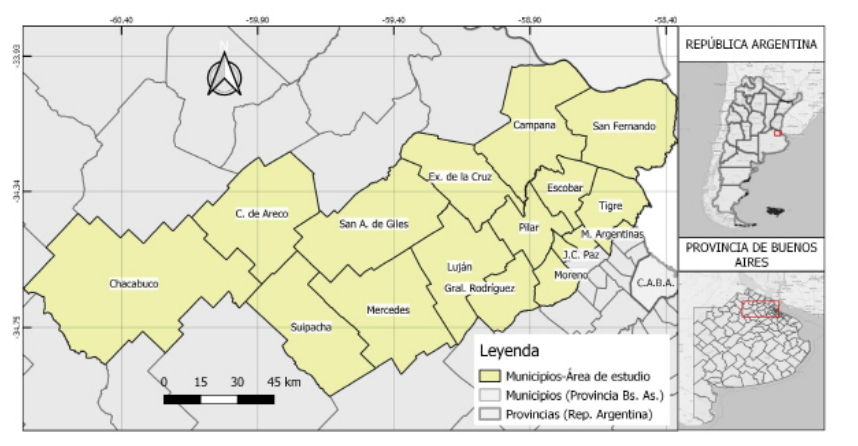 -60.40
-59.90
-59.40
-58.90
-58.40
-33.93
-34.34
-34.75
N
Campana
San Fernando
Ex. de la Cruz
Escobar
Tigre
C. de Areco
San A. de Giles
Pilar
M. Argentinas
J.C. Paz
Luján
Moreno
Chacabuco
Gral. Rodríguez
C.A.B.A.
Mercedes
Suipacha
0 15 30 45 km
Leyenda
Municipios-Área de estudio
Municipios (Provincia Bs. As.)
Provincias (Rep. Argentina)
REPÚBLICA ARGENTINA
PROVINCIA DE BUENOS
AIRES